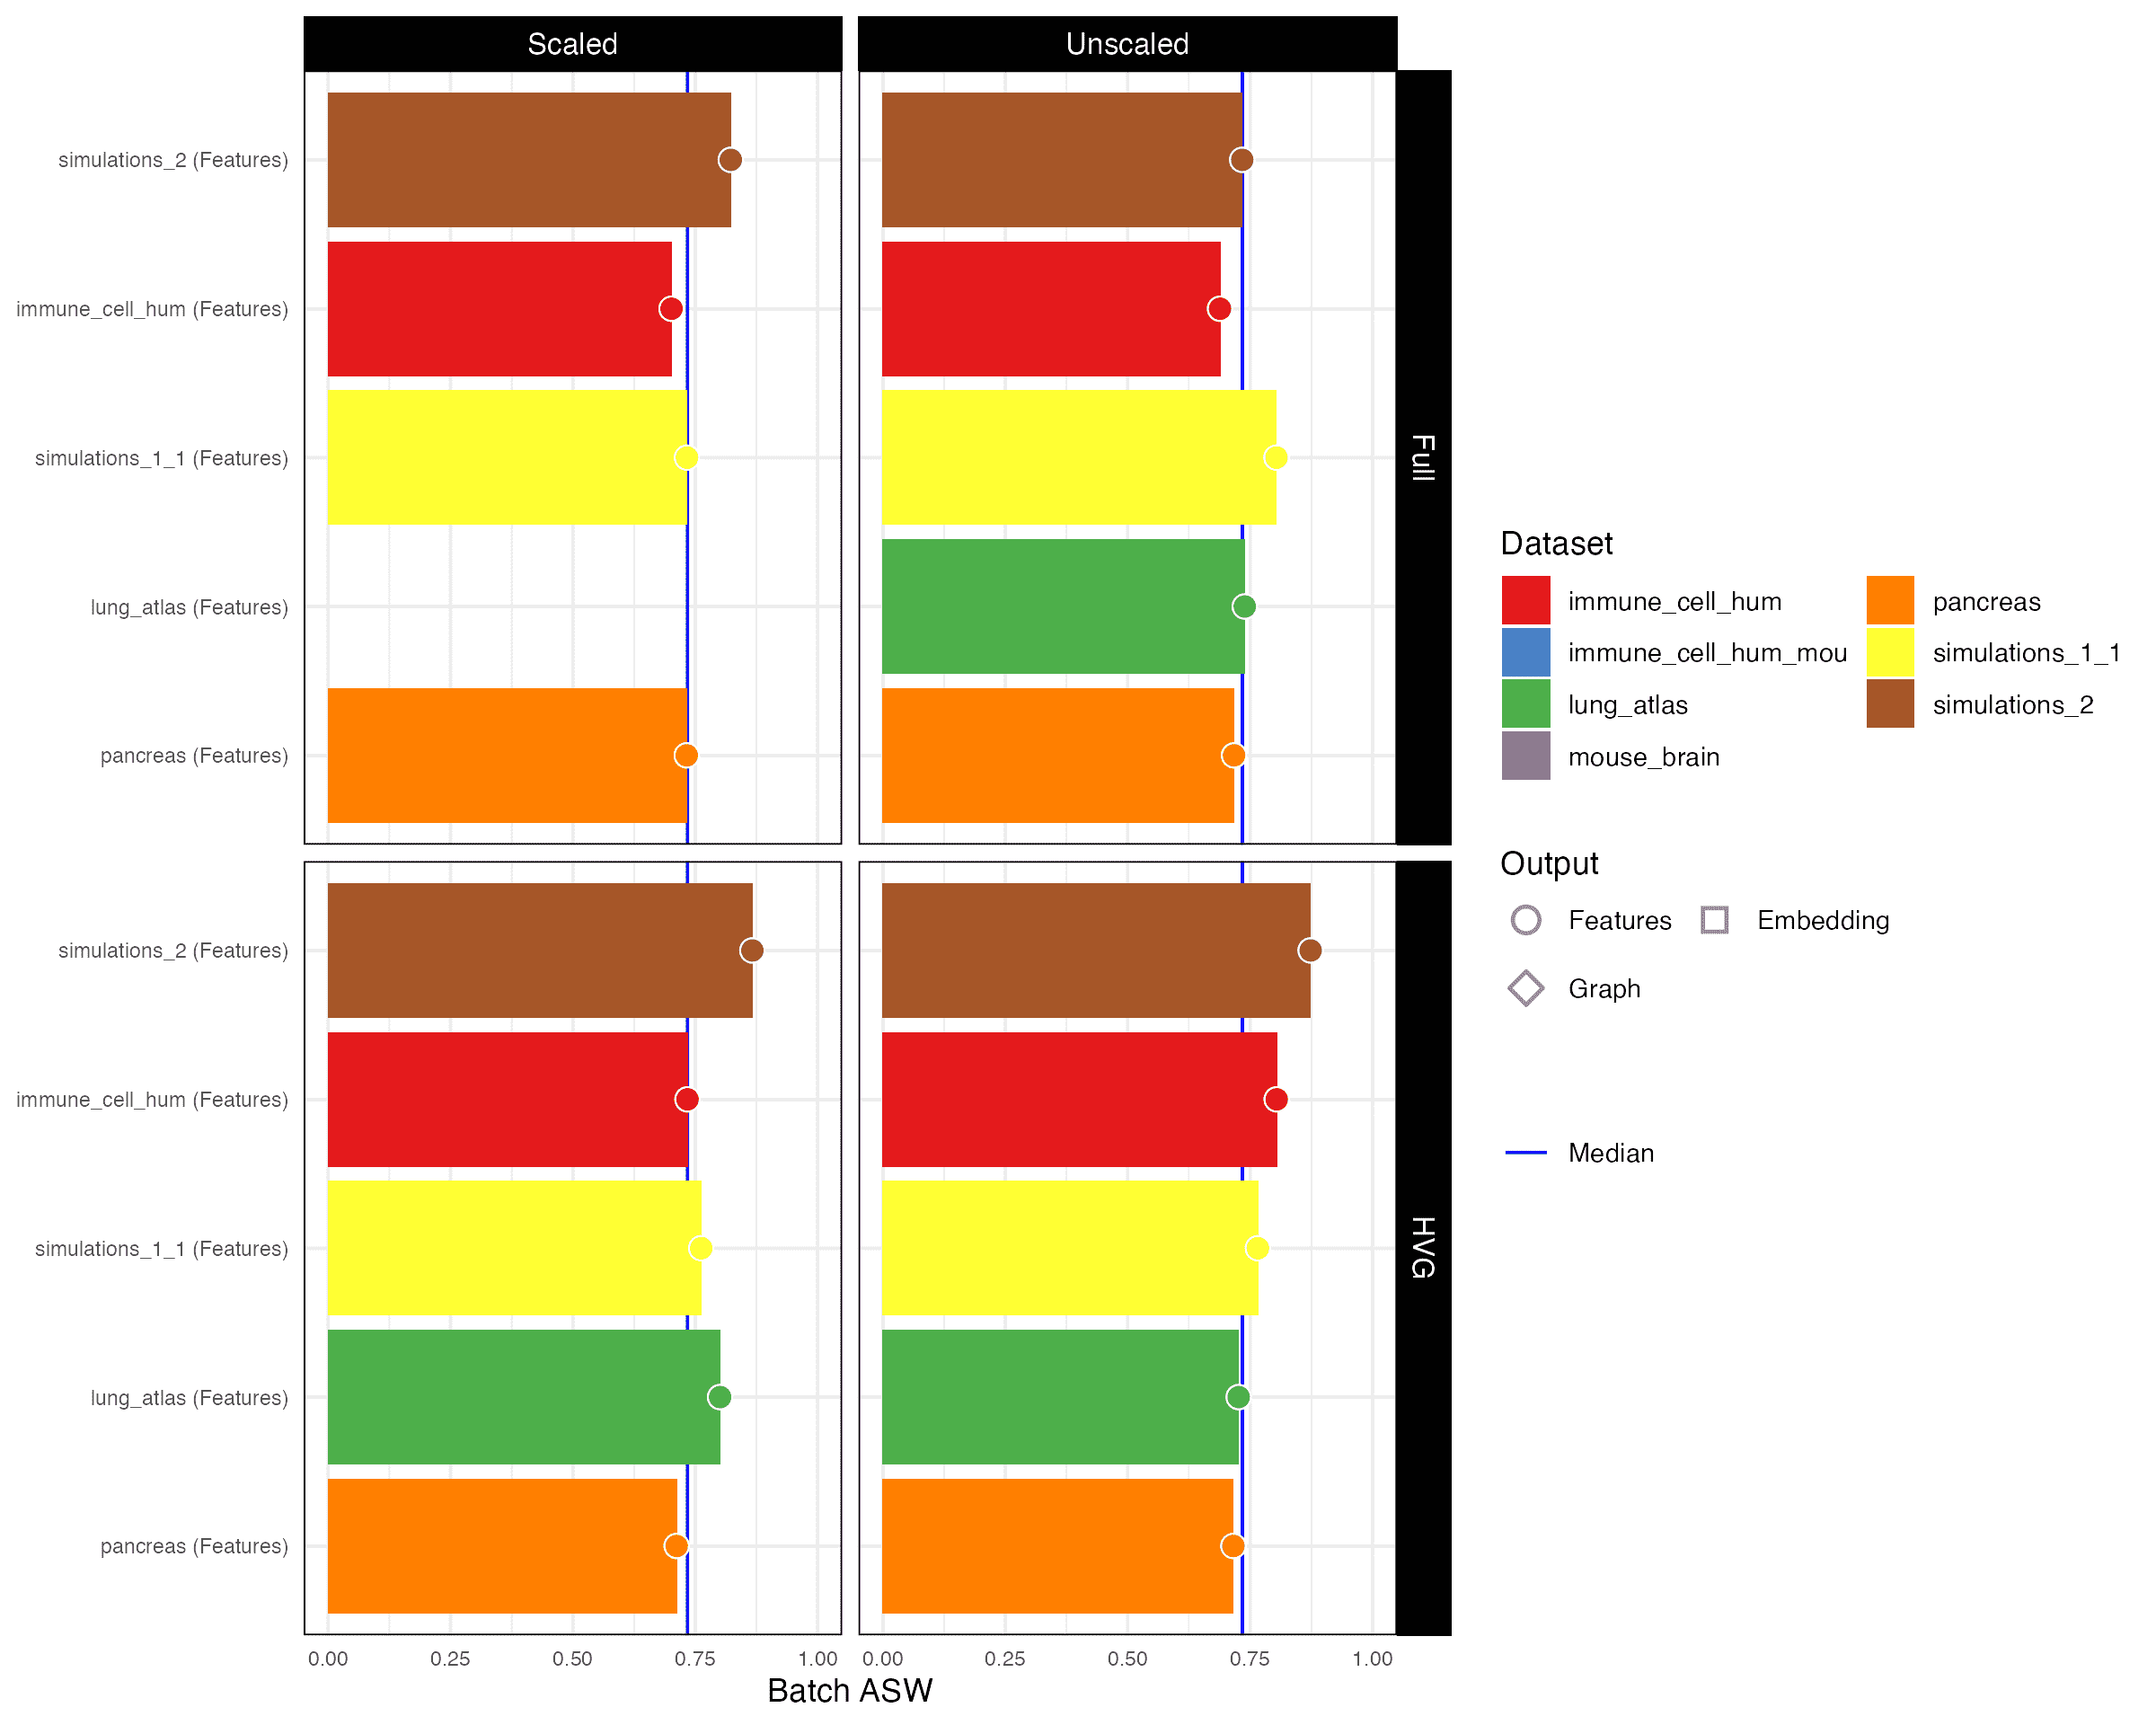 Scaled
Unscaled
simulations_2 (Features)
immune_cell_hum (Features)
simulations_1_1 (Features)
lung_atlas (Features)
pancreas (Features)
Full
simulations_2 (Features)
immune_cell_hum (Features)
simulations_1_1 (Features)
lung_atlas (Features)
pancreas (Features)
HVG
0.00 0.25 0.50 0.75 1.00
0.00 0.25 0.50 0.75 1.00
Batch ASW
Dataset
immune_cell_hum
immune_cell_hum_mou
lung_atlas
mouse_brain
pancreas
simulations_1_1
simulations_2
Output
Features
Embedding
Graph
Median